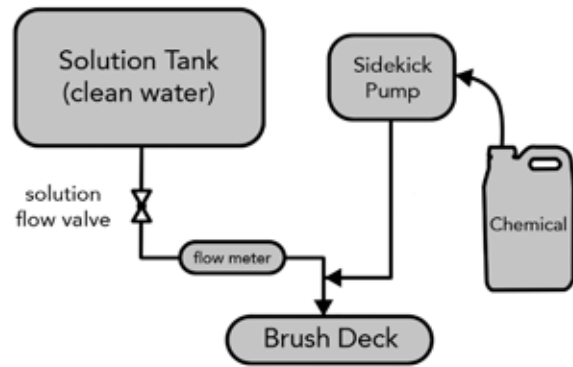 Solution Tank
(clean water)
Sidekick
Pump
solution
flow valve
Chemical
flow meter
Brush Deck